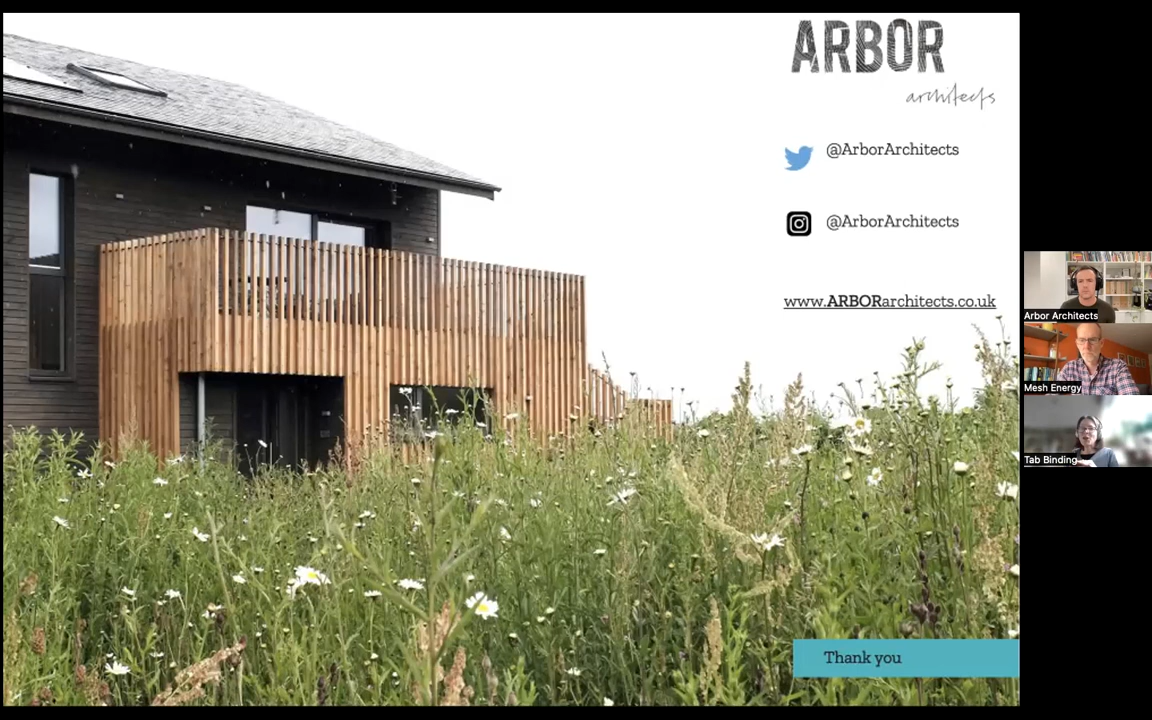 ARBOR
architects
@ArborArchitects
@ArborArchitects
www.ARBORarchitects.co.uk
Arbor Architects
Mesh Energy
Tab Binding
Thank you